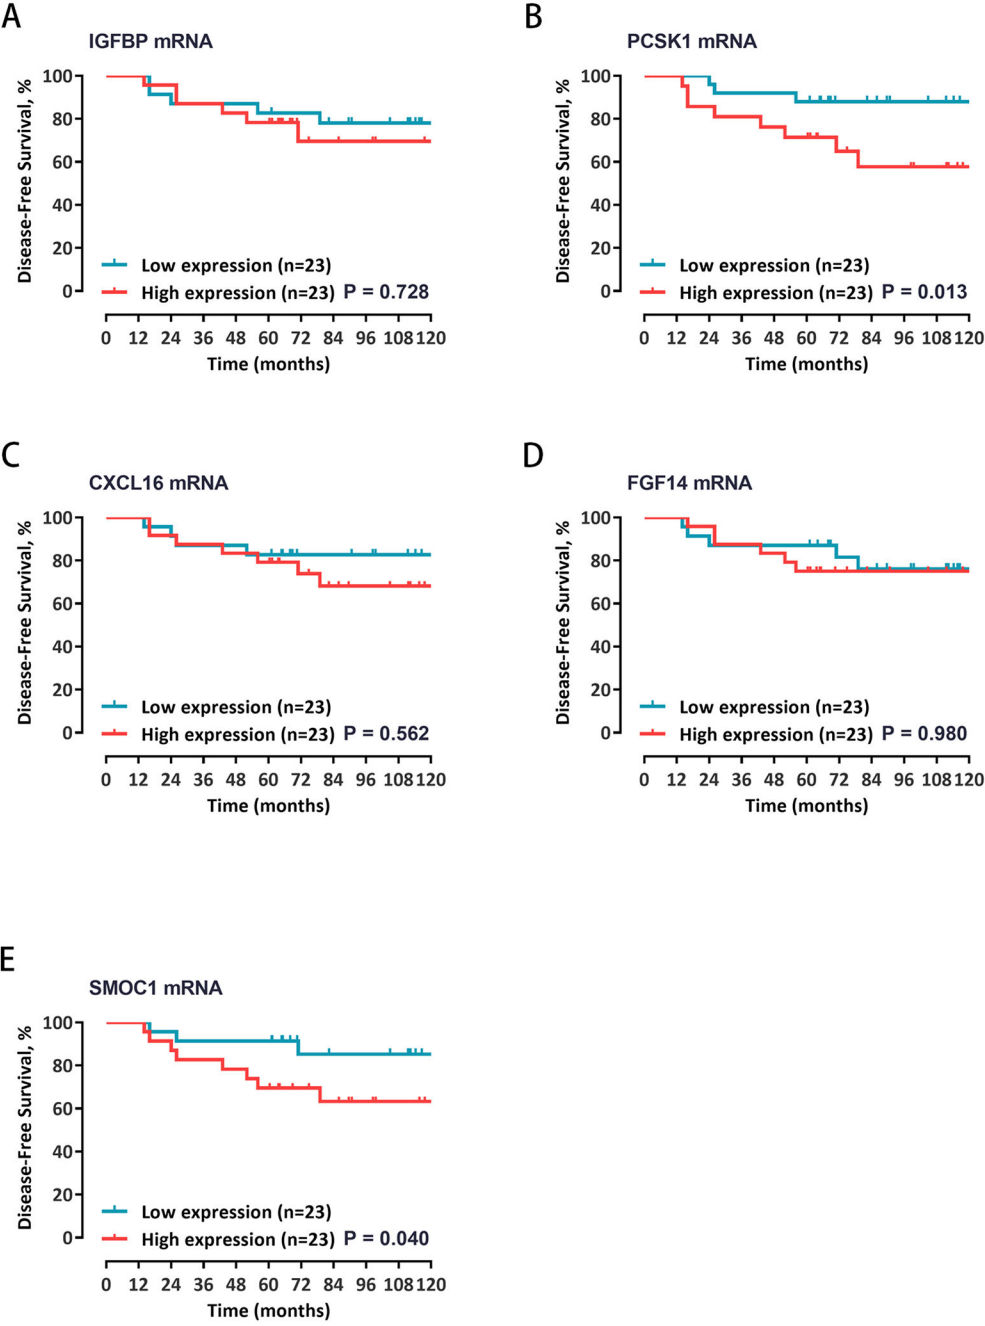 A
IGFBP mRNA
Disease-Free Survival, %
100
80
60
40
20
0
Low expression (n=23)
High expression (n=23) P = 0.728
0 12 24 36 48 60 72 84 96 108 120
Time (months)
B
PCSK1 mRNA
Disease-Free Survival, %
100
80
60
40
20
0
Low expression (n=23)
High expression (n=23) P = 0.013
0 12 24 36 48 60 72 84 96 108 120
Time (months)
C
CXCL16 mRNA
Disease-Free Survival, %
100
80
60
40
20
0
Low expression (n=23)
High expression (n=23) P = 0.562
0 12 24 36 48 60 72 84 96 108 120
Time (months)
D
FGF14 mRNA
Disease-Free Survival, %
100
80
60
40
20
0
Low expression (n=23)
High expression (n=23) P = 0.980
0 12 24 36 48 60 72 84 96 108 120
Time (months)
E
SMOC1 mRNA
Disease-Free Survival, %
100
80
60
40
20
0
Low expression (n=23)
High expression (n=23) P = 0.040
0 12 24 36 48 60 72 84 96 108 120
Time (months)